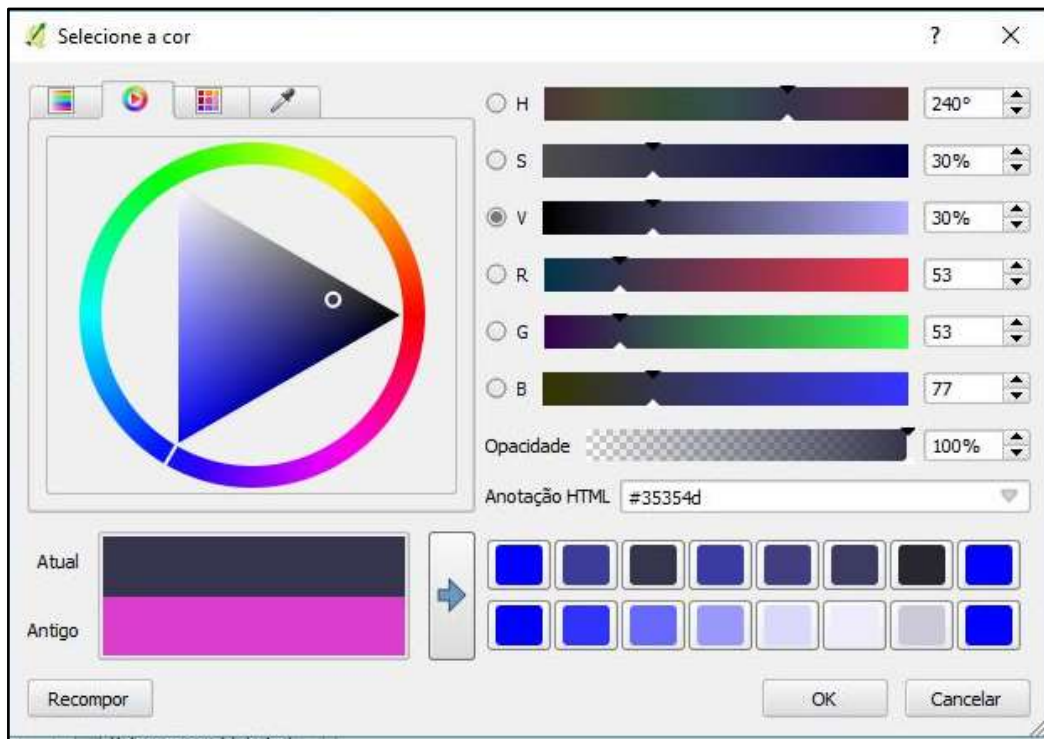 Selecione a cor ?
H 240°
S 30%
V 30%
R 53
G 53
B 77
Opacidade 100%
Anotação HTML #35354d
Atual
Antigo
Recompor OK Cancelar